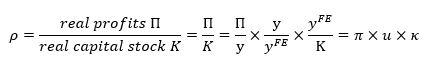 ρ = real profits Π / real capital stock K = Π / K = Π / y × y / y^FE × y^FE / K = π × u × κ